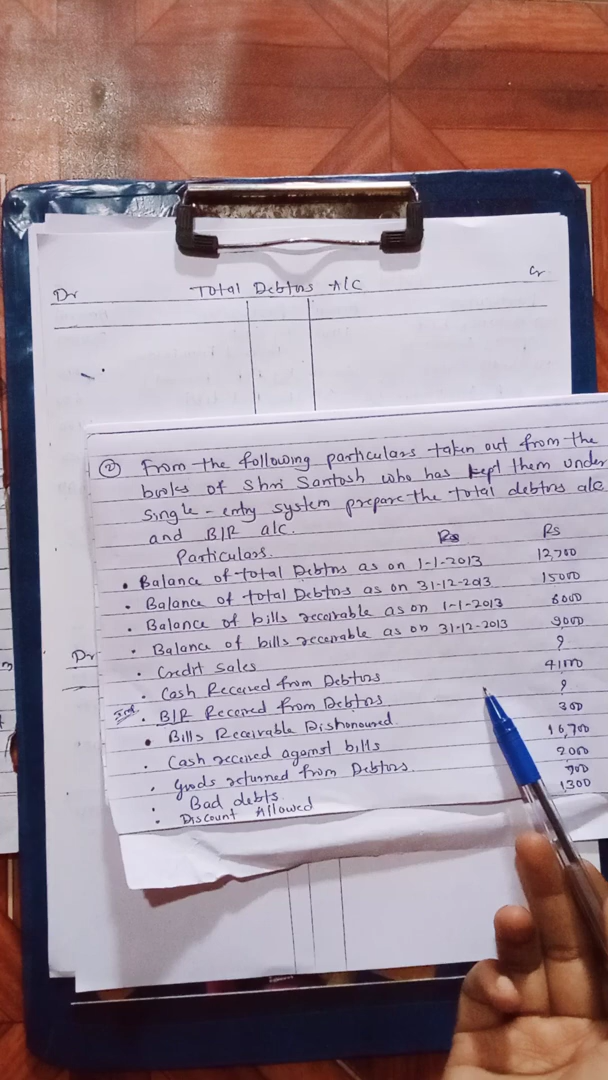 Dr Total Debtors A/C Cr
② From the following particulars taken out from the
books of Shri Santosh who has kept them under
single-entry system prepare the total debtors a/c
and B/R a/c.
Particulars. Rs Rs
• Balance of total Debtors as on 1-1-2013 12,700
• Balance of total Debtors as on 31-12-2013 15000
• Balance of bills receivable as on 1-1-2013 6000
• Balance of bills receivable as on 31-12-2013 9000
• Credit sales ?
• Cash Received from Debtors
• B/R Received from Debtors. ?
• Bills Receivable Dishonoured. 300
• Cash received against bills 16,700
• Goods returned from Debtors. 2000
• Bad debts.
• Discount Allowed 1,300
Dr